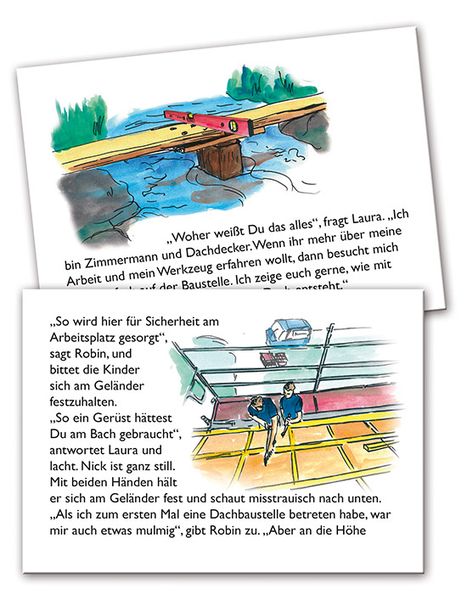 „Woher weißt Du das alles“, fragt Laura. „Ich
bin Zimmermann und Dachdecker. Wenn ihr mehr über meine
Arbeit und mein Werkzeug erfahren wollt, dann besucht mich
auf der Baustelle. Ich zeige euch gerne, wie mit
entsteht.“
„So wird hier für Sicherheit am
Arbeitsplatz gesorgt“,
sagt Robin, und
bittet die Kinder
sich am Geländer
festzuhalten.
„So ein Gerüst hättest
Du am Bach gebraucht“,
antwortet Laura und
lacht. Nick ist ganz still.
Mit beiden Händen hält
er sich am Geländer fest und schaut misstrauisch nach unten.
„Als ich zum ersten Mal eine Dachbaustelle betreten habe, war
mir auch etwas mulmig“, gibt Robin zu. „Aber an die Höhe